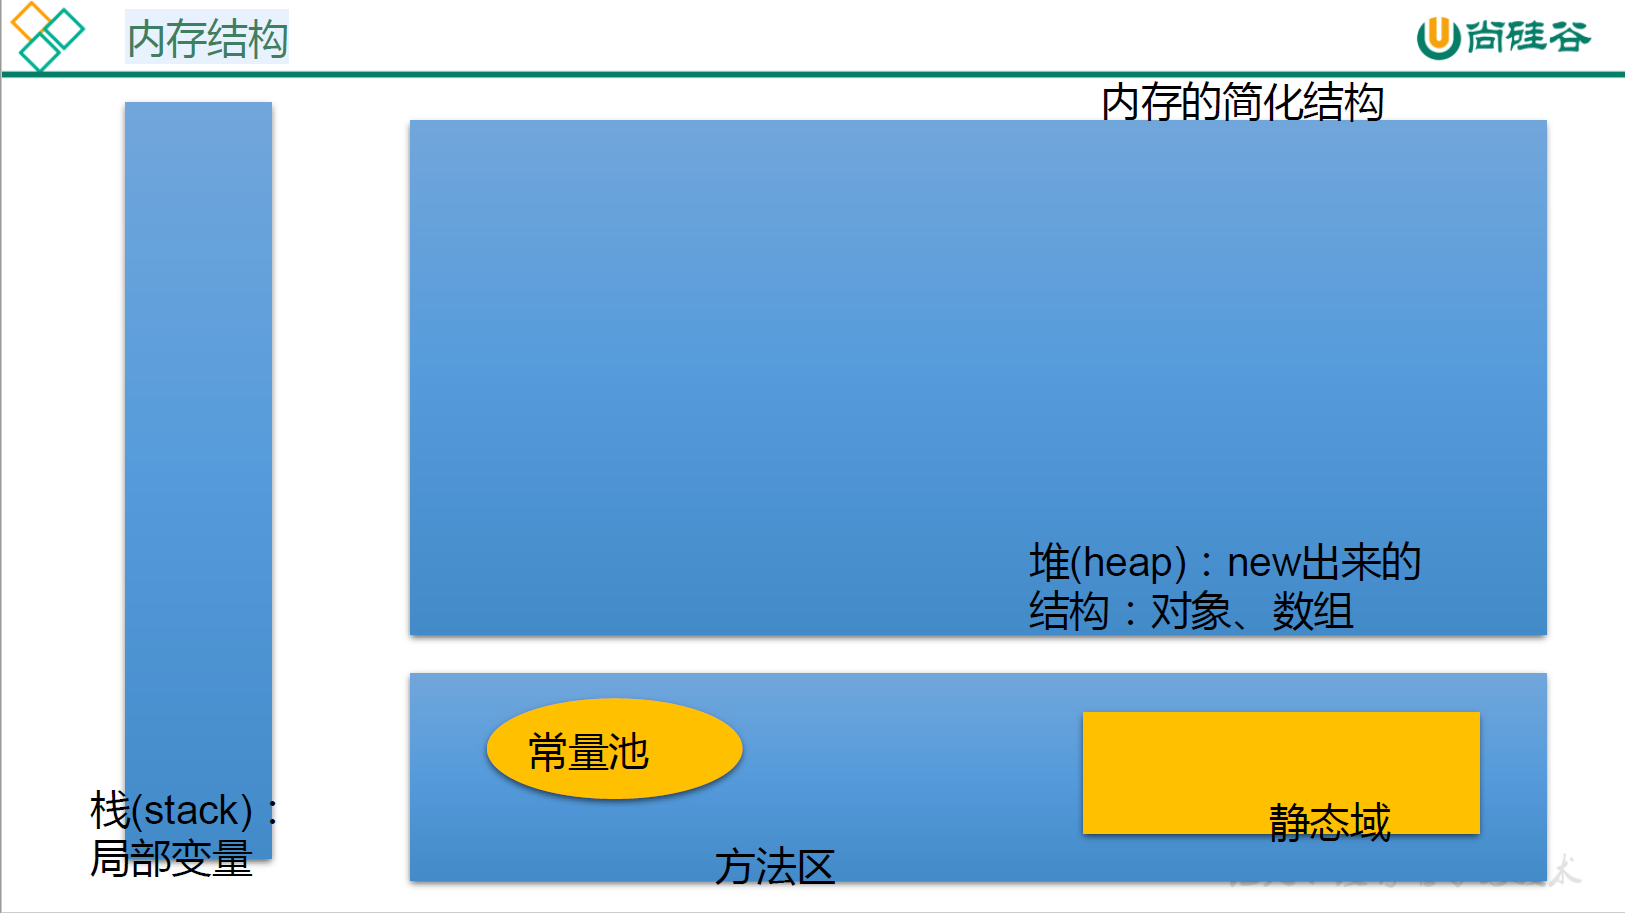 内存结构
尚硅谷
内存的简化结构
堆(heap)：new出来的
结构：对象、数组
常量池
静态域
栈(stack)：
局部变量
方法区